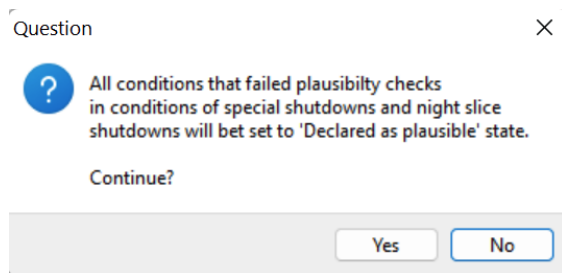 Question
All conditions that failed plausibilty checks
in conditions of special shutdowns and night slice
shutdowns will bet set to 'Declared as plausible' state.
Continue?
Yes No